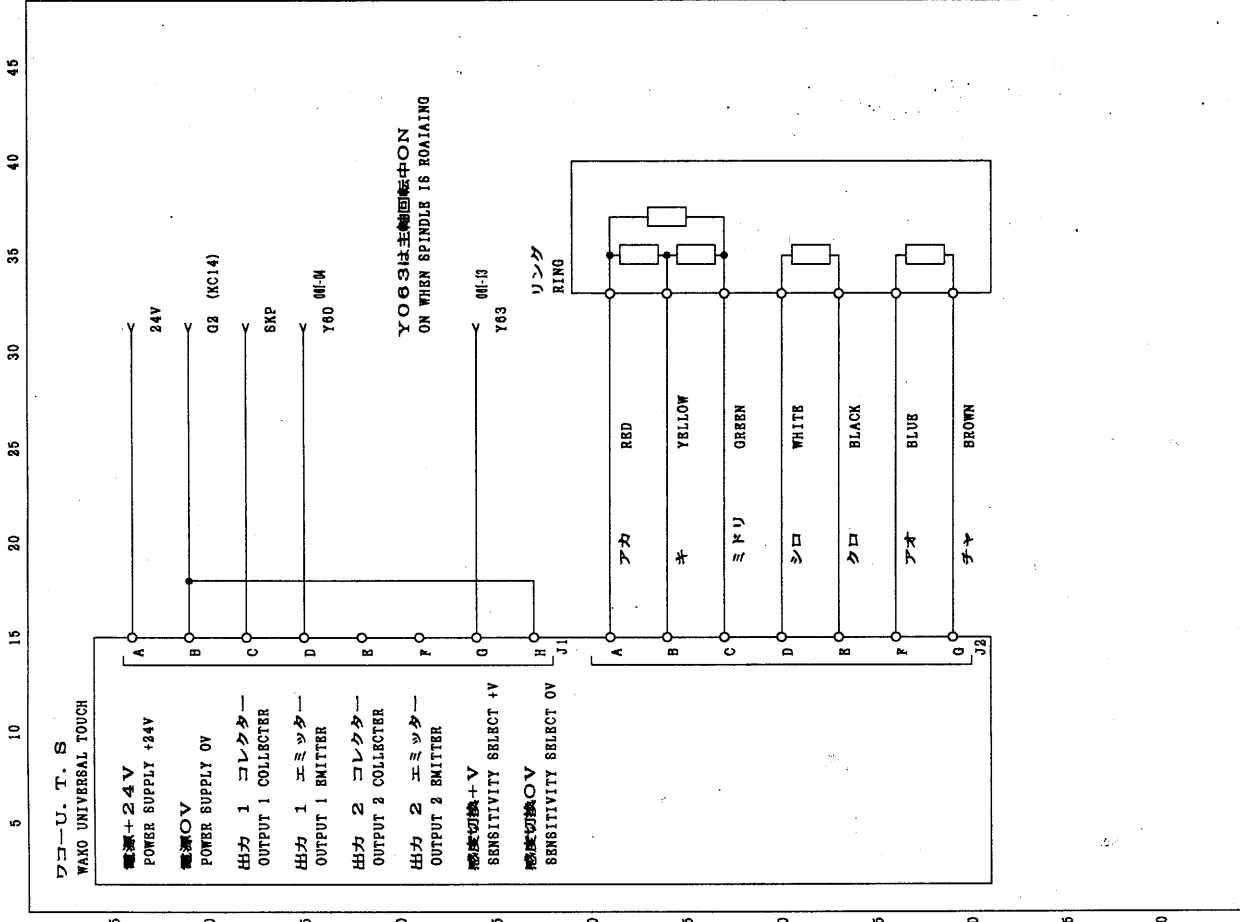 ワコーU. T. S
WAKO UNIVERSAL TOUCH
電源+24V
POWER SUPPLY +24V
A
24V
電源0V
POWER SUPPLY 0V
B
G2 (KC14)
出力 1 コレクター
OUTPUT 1 COLLECTER
C
SKP
出力 1 エミッター
OUTPUT 1 EMITTER
D
Y60 061-04
出力 2 コレクター
OUTPUT 2 COLLECTER
E
出力 2 エミッター
OUTPUT 2 EMITTER
F
Y063は主軸回転中ON
ON WHEN SPINDLE IS ROAIAING
感度切換+V
SENSITIVITY SELECT +V
G
Y63 061-13
感度切換0V
SENSITIVITY SELECT 0V
H
J1
リング
RING
A
アカ RED
B
キ YELLOW
C
ミドリ GREEN
D
シロ WHITE
E
クロ BLACK
F
アオ BLUE
G
チャ BROWN
J2
5 10 15 20 25 30 35 40 45